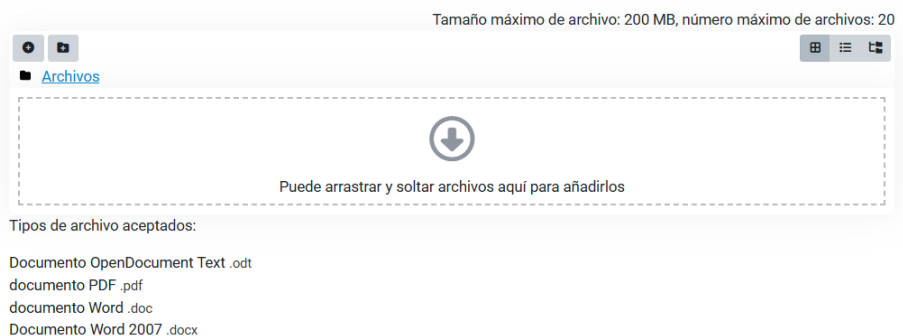 Tamaño máximo de archivo: 200 MB, número máximo de archivos: 20
Archivos
Puede arrastrar y soltar archivos aquí para añadirlos
Tipos de archivo aceptados:
Documento OpenDocument Text .odt
documento PDF .pdf
documento Word .doc
Documento Word 2007 .docx